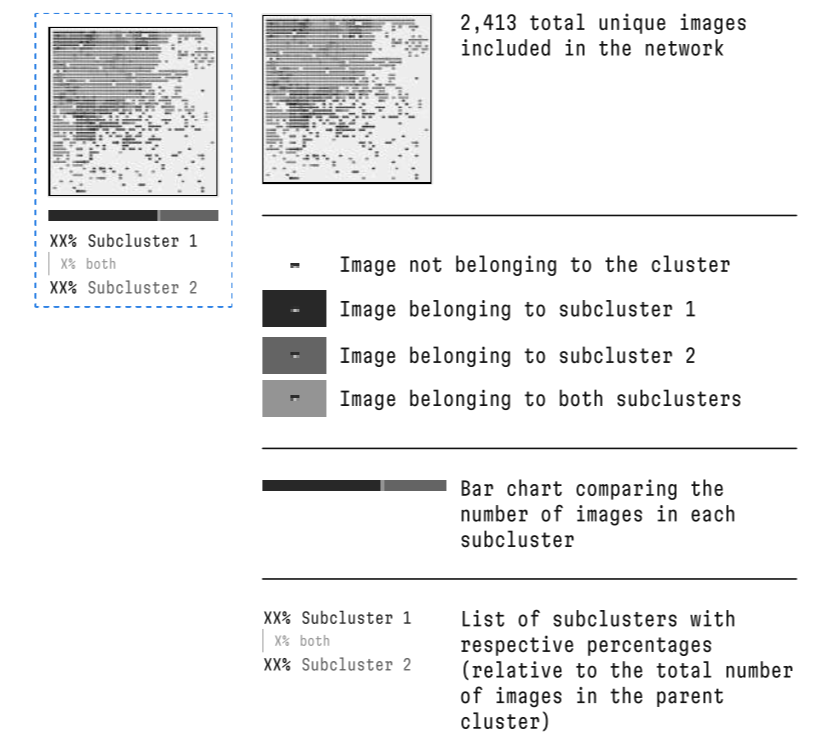 XX% Subcluster 1
X% both
XX% Subcluster 2
2,413 total unique images
included in the network
Image not belonging to the cluster
Image belonging to subcluster 1
Image belonging to subcluster 2
Image belonging to both subclusters
Bar chart comparing the
number of images in each
subcluster
XX% Subcluster 1
X% both
XX% Subcluster 2
List of subclusters with
respective percentages
(relative to the total number
of images in the parent
cluster)